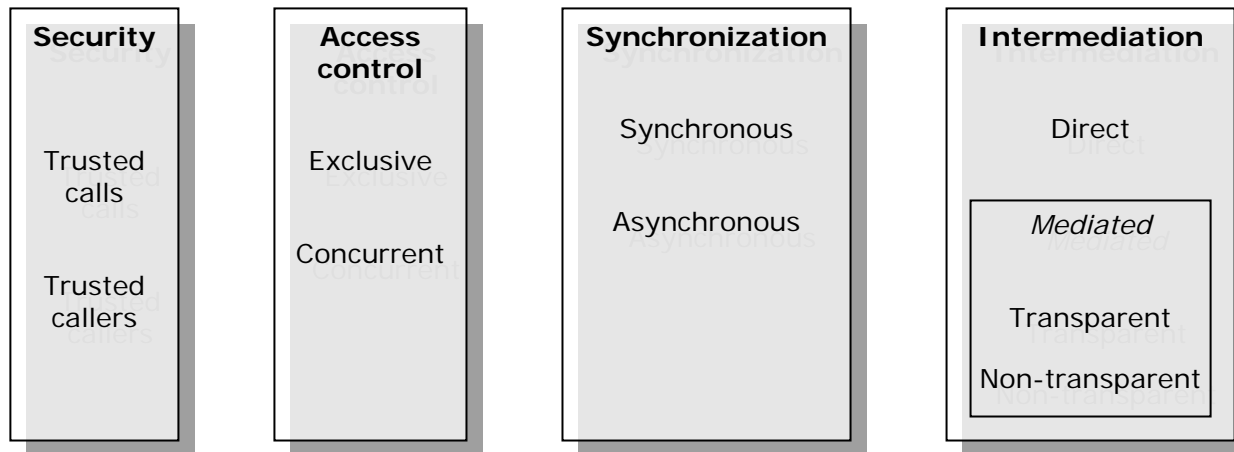 Security
Trusted
calls
Trusted
callers
Access
control
Exclusive
Concurrent
Synchronization
Synchronous
Asynchronous
Intermediation
Direct
Mediated
Transparent
Non-transparent